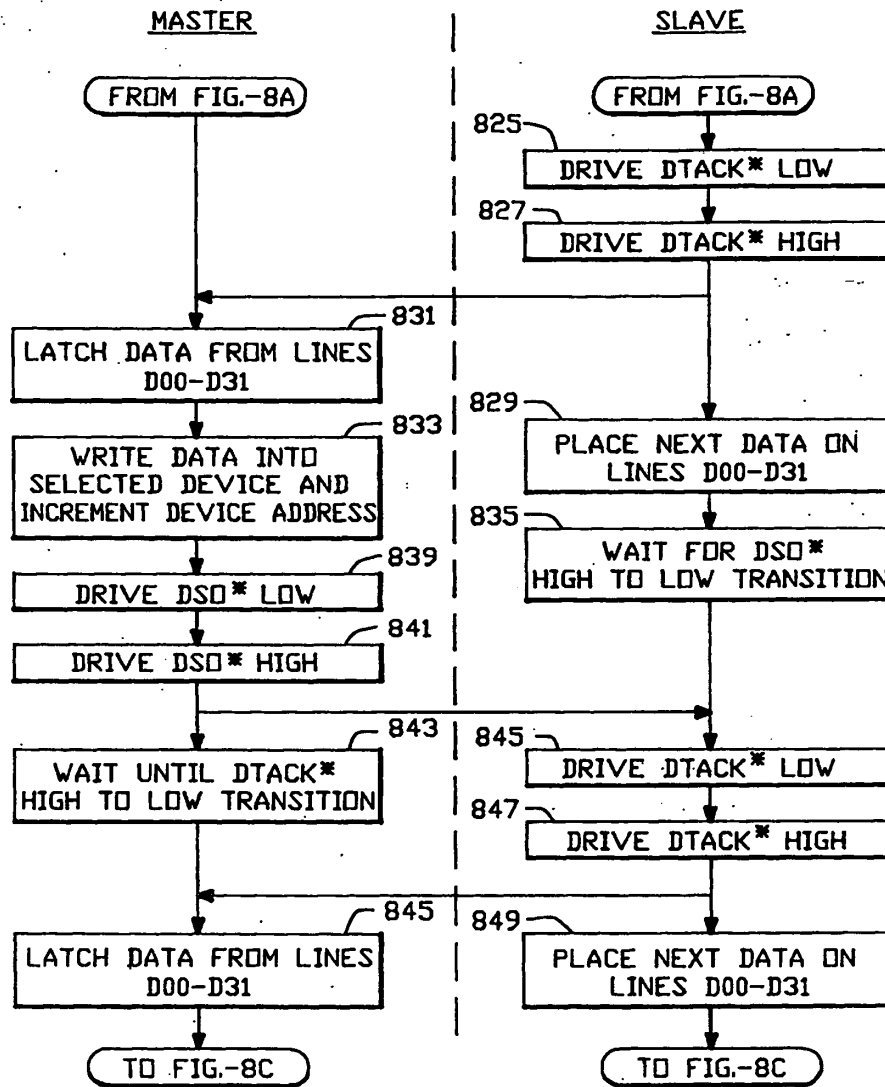 MASTER
SLAVE
FROM FIG.-8A
FROM FIG.-8A
825
DRIVE DTACK* LOW
827
DRIVE DTACK* HIGH
831
LATCH DATA FROM LINES
D00-D31
829
PLACE NEXT DATA ON
LINES D00-D31
833
WRITE DATA INTO
SELECTED DEVICE AND
INCREMENT DEVICE ADDRESS
835
WAIT FOR DSO*
HIGH TO LOW TRANSITION
839
DRIVE DSO* LOW
841
DRIVE DSO* HIGH
843
WAIT UNTIL DTACK*
HIGH TO LOW TRANSITION
845
DRIVE DTACK* LOW
847
DRIVE DTACK* HIGH
845
LATCH DATA FROM LINES
D00-D31
849
PLACE NEXT DATA ON
LINES D00-D31
TO FIG.-8C
TO FIG.-8C